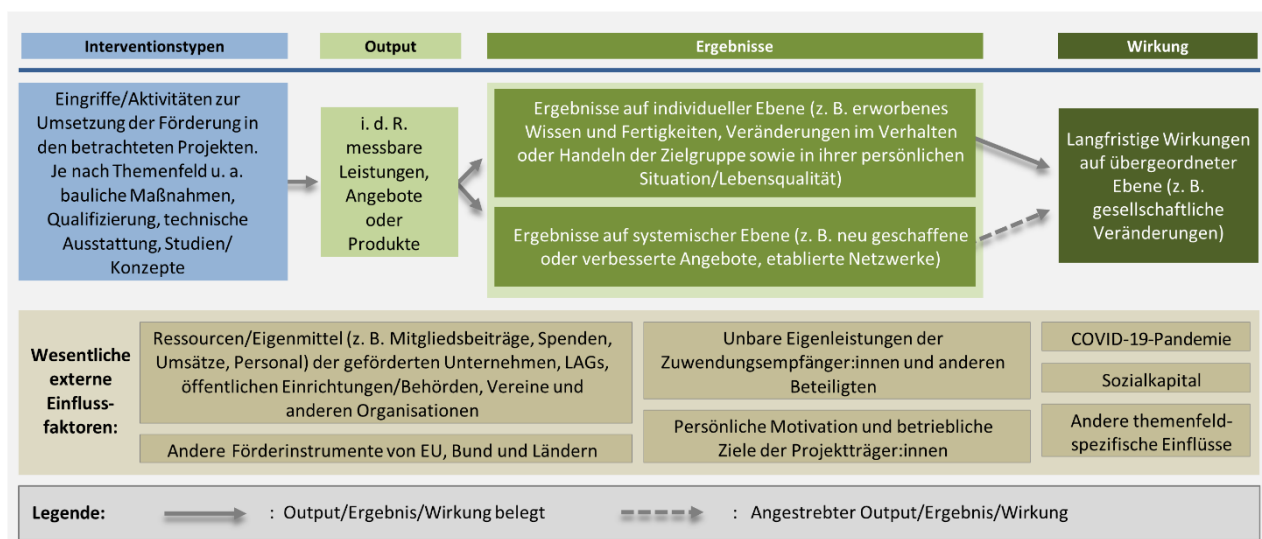 Interventionstypen
Output
Ergebnisse
Wirkung
Eingriffe/Aktivitäten zur
Umsetzung der Förderung in
den betrachteten Projekten.
Je nach Themenfeld u. a.
bauliche Maßnahmen,
Qualifizierung, technische
Ausstattung, Studien/
Konzepte
i. d. R.
messbare
Leistungen,
Angebote
oder
Produkte
Ergebnisse auf individueller Ebene (z. B. erworbenes
Wissen und Fertigkeiten, Veränderungen im Verhalten
oder Handeln der Zielgruppe sowie in ihrer persönlichen
Situation/Lebensqualität)
Ergebnisse auf systemischer Ebene (z. B. neu geschaffene
oder verbesserte Angebote, etablierte Netzwerke)
Langfristige Wirkungen
auf übergeordneter
Ebene (z. B.
gesellschaftliche
Veränderungen)
Wesentliche
externe
Einfluss-
faktoren:
Ressourcen/Eigenmittel (z. B. Mitgliedsbeiträge, Spenden,
Umsätze, Personal) der geförderten Unternehmen, LAGs,
öffentlichen Einrichtungen/Behörden, Vereine und
anderen Organisationen
Andere Förderinstrumente von EU, Bund und Ländern
Unbare Eigenleistungen der
Zuwendungsempfänger:innen und anderen
Beteiligten
Persönliche Motivation und betriebliche
Ziele der Projektträger:innen
COVID-19-Pandemie
Sozialkapital
Andere themenfeld-
spezifische Einflüsse
Legende:
: Output/Ergebnis/Wirkung belegt
: Angestrebter Output/Ergebnis/Wirkung